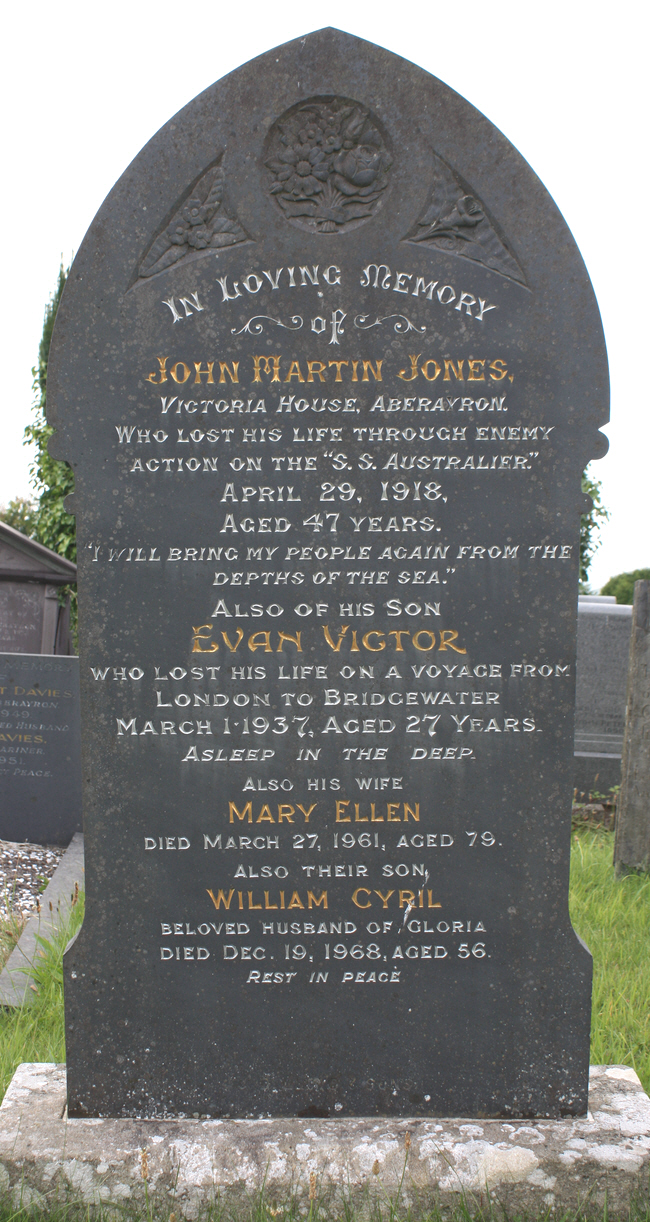 IN LOVING MEMORY
of
JOHN MARTIN JONES,
VICTORIA HOUSE, ABERAYRON.
WHO LOST HIS LIFE THROUGH ENEMY
ACTION ON THE "S.S. AUSTRALIER."
APRIL 29, 1918,
AGED 47 YEARS.
"I WILL BRING MY PEOPLE AGAIN FROM THE
DEPTHS OF THE SEA."
ALSO OF HIS SON
EVAN VICTOR
WHO LOST HIS LIFE ON A VOYAGE FROM
LONDON TO BRIDGEWATER
MARCH 1·1937, AGED 27 YEARS.
ASLEEP IN THE DEEP.
ALSO HIS WIFE
MARY ELLEN
DIED MARCH 27, 1961, AGED 79.
ALSO THEIR SON,
WILLIAM CYRIL
BELOVED HUSBAND OF GLORIA
DIED DEC. 19, 1968, AGED 56.
REST IN PEACE
DAVIES
HUSBAND
AVIES.
PEACE.